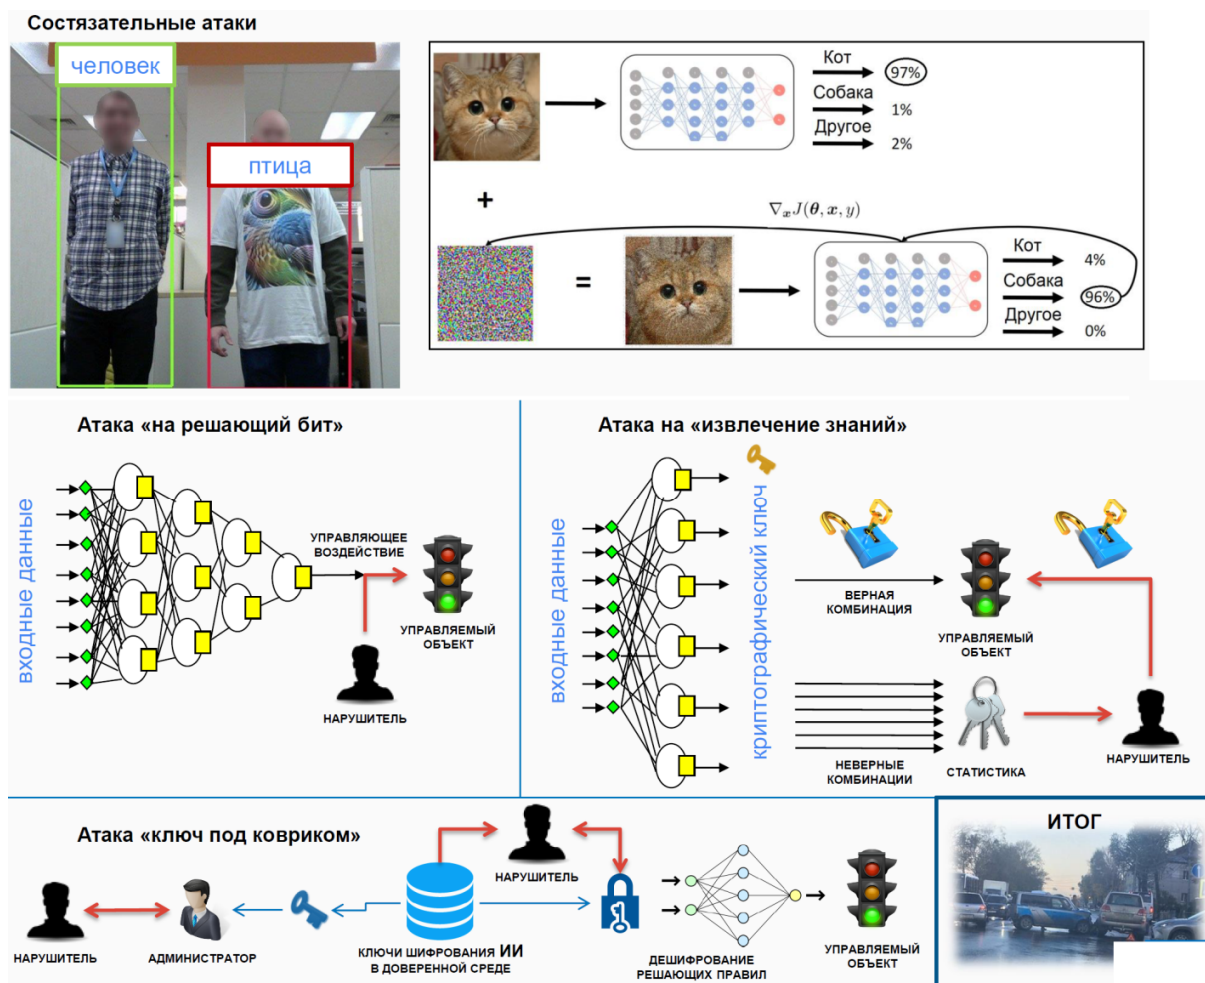 Состязательные атаки
человек
птица
Кот
97%
Собака
1%
Другое
2%
+
∇ₓJ(θ, x, y)
=
Кот
4%
Собака
96%
Другое
0%
Атака «на решающий бит»
входные данные
УПРАВЛЯЮЩЕЕ
ВОЗДЕЙСТВИЕ
УПРАВЛЯЕМЫЙ
ОБЪЕКТ
НАРУШИТЕЛЬ
Атака на «извлечение знаний»
входные данные
криптографический ключ
ВЕРНАЯ
КОМБИНАЦИЯ
УПРАВЛЯЕМЫЙ
ОБЪЕКТ
НЕВЕРНЫЕ
КОМБИНАЦИИ
СТАТИСТИКА
НАРУШИТЕЛЬ
Атака «ключ под ковриком»
НАРУШИТЕЛЬ
АДМИНИСТРАТОР
КЛЮЧИ ШИФРОВАНИЯ ИИ
В ДОВЕРЕННОЙ СРЕДЕ
НАРУШИТЕЛЬ
ДЕШИФРОВАНИЕ
РЕШАЮЩИХ ПРАВИЛ
УПРАВЛЯЕМЫЙ
ОБЪЕКТ
ИТОГ